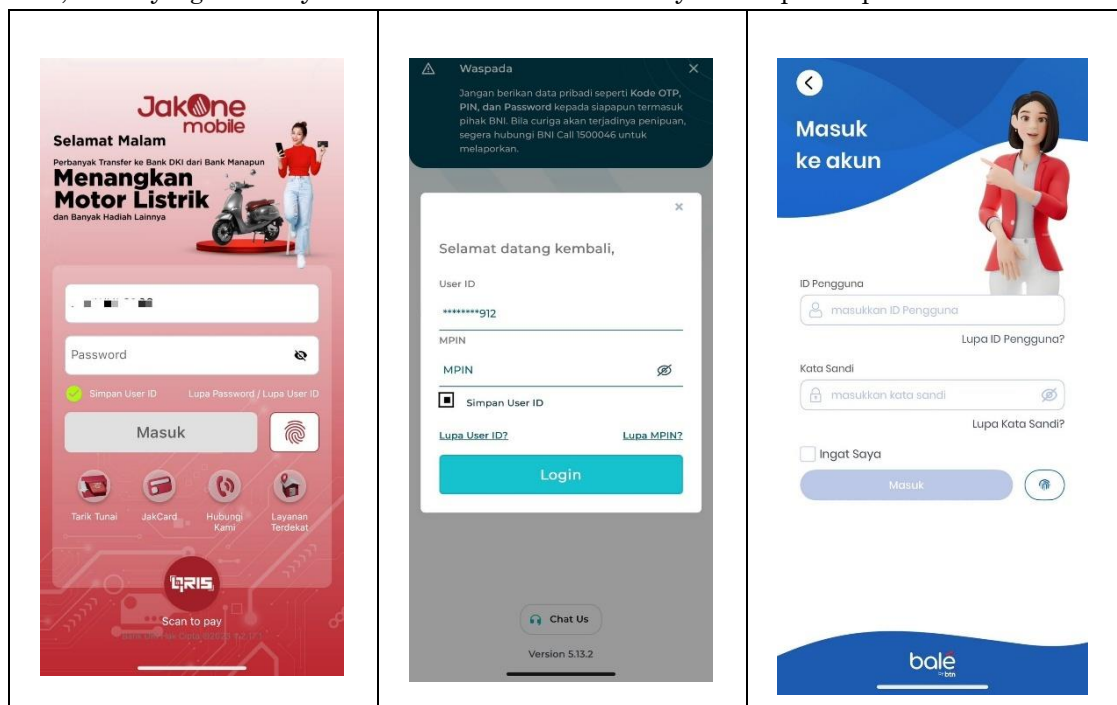 JakOne
mobile
Selamat Malam
Perbanyak Transfer ke Bank DKI dari Bank Manapun
Menangkan
Motor Listrik
dan Banyak Hadiah Lainnya
Password
Simpan User ID
Lupa Password / Lupa User ID
Masuk
Tarik Tunai
JakCard
Hubungi
Kami
Layanan
Terdekat
QRIS
Scan to pay
Waspada
Jangan berikan data pribadi seperti Kode OTP,
PIN, dan Password kepada siapapun termasuk
pihak BNI. Bila curiga akan terjadinya penipuan,
segera hubungi BNI Call 1500046 untuk
melaporkan.
Selamat datang kembali,
User ID
********912
MPIN
MPIN
Simpan User ID
Lupa User ID?
Lupa MPIN?
Login
Chat Us
Version 5.13.2
Masuk
ke akun
ID Pengguna
masukkan ID Pengguna
Lupa ID Pengguna?
Kata Sandi
masukkan kata sandi
Lupa Kata Sandi?
Ingat Saya
Masuk
balé
by btn